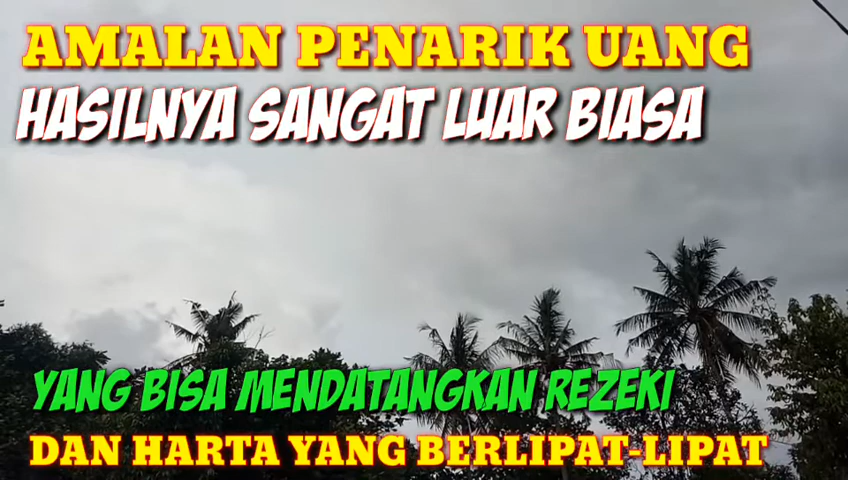 AMALAN PENARIK UANG
HASILNYA SANGAT LUAR BIASA
YANG BISA MENDATANGKAN REZEKI
DAN HARTA YANG BERLIPAT-LIPAT